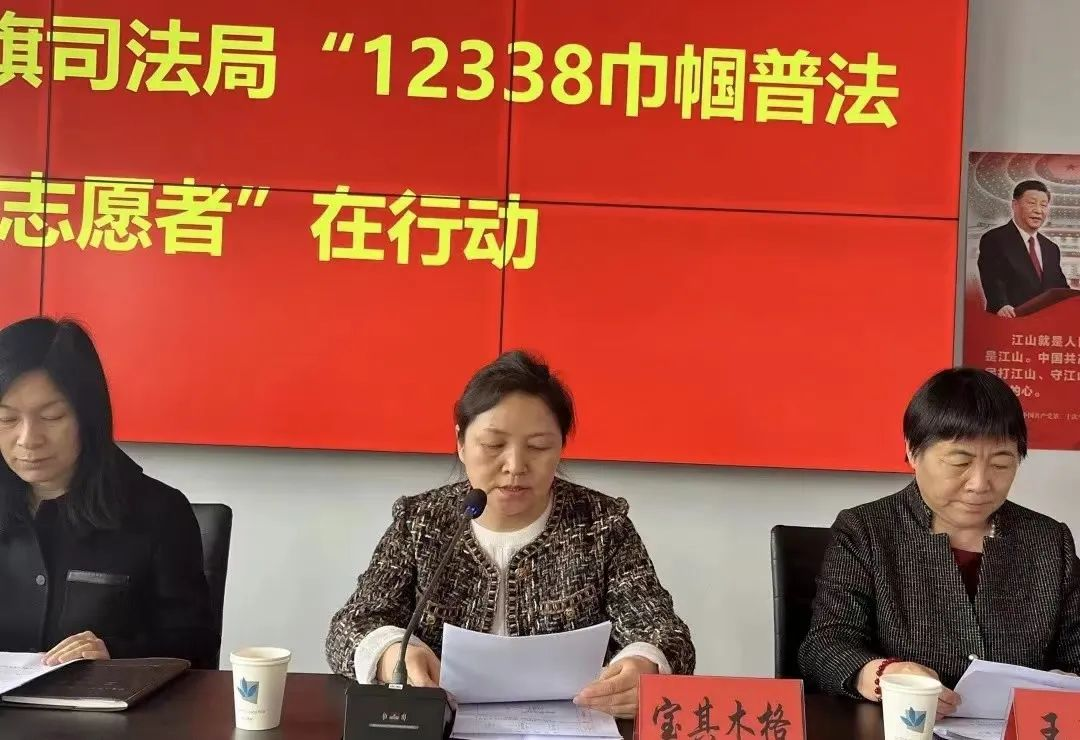 旗司法局“12338巾帼普法
志愿者”在行动
江山就是人
是江山。中国共
打江山、守江
的心。
宝其木格
王